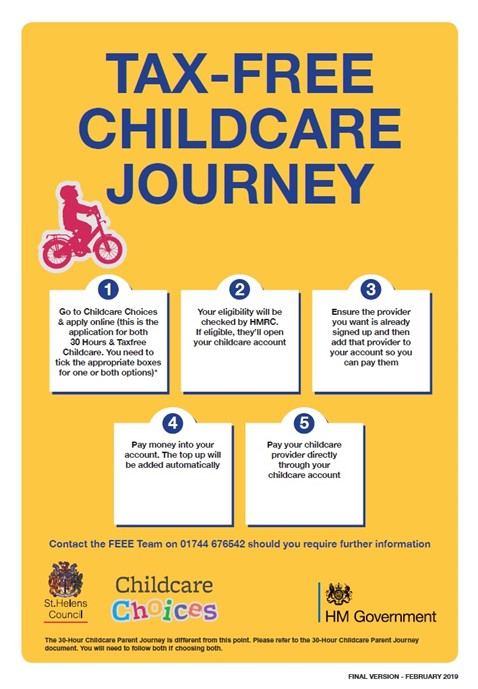 TAX-FREE
CHILDCARE
JOURNEY
1
Go to Childcare Choices
& apply online (this is the
application for both
30 Hours & Taxfree
Childcare. You need to
tick the appropriate boxes
for one or both options)*
2
Your eligibility will be
checked by HMRC.
If eligible, they'll open
your childcare account
3
Ensure the provider
you want is already
signed up and then
add that provider to
your account so you
can pay them
4
Pay money into your
account. The top up will
be added automatically
5
Pay your childcare
provider directly
through your
childcare account
Contact the FEEE Team on 01744 676542 should you require further information
St.Helens
Council
Childcare
Choices
HM Government
The 30-Hour Childcare Parent Journey is different from this point. Please refer to the 30-Hour Childcare Parent Journey
document. You will need to follow both if choosing both.
FINAL VERSION - FEBRUARY 2019